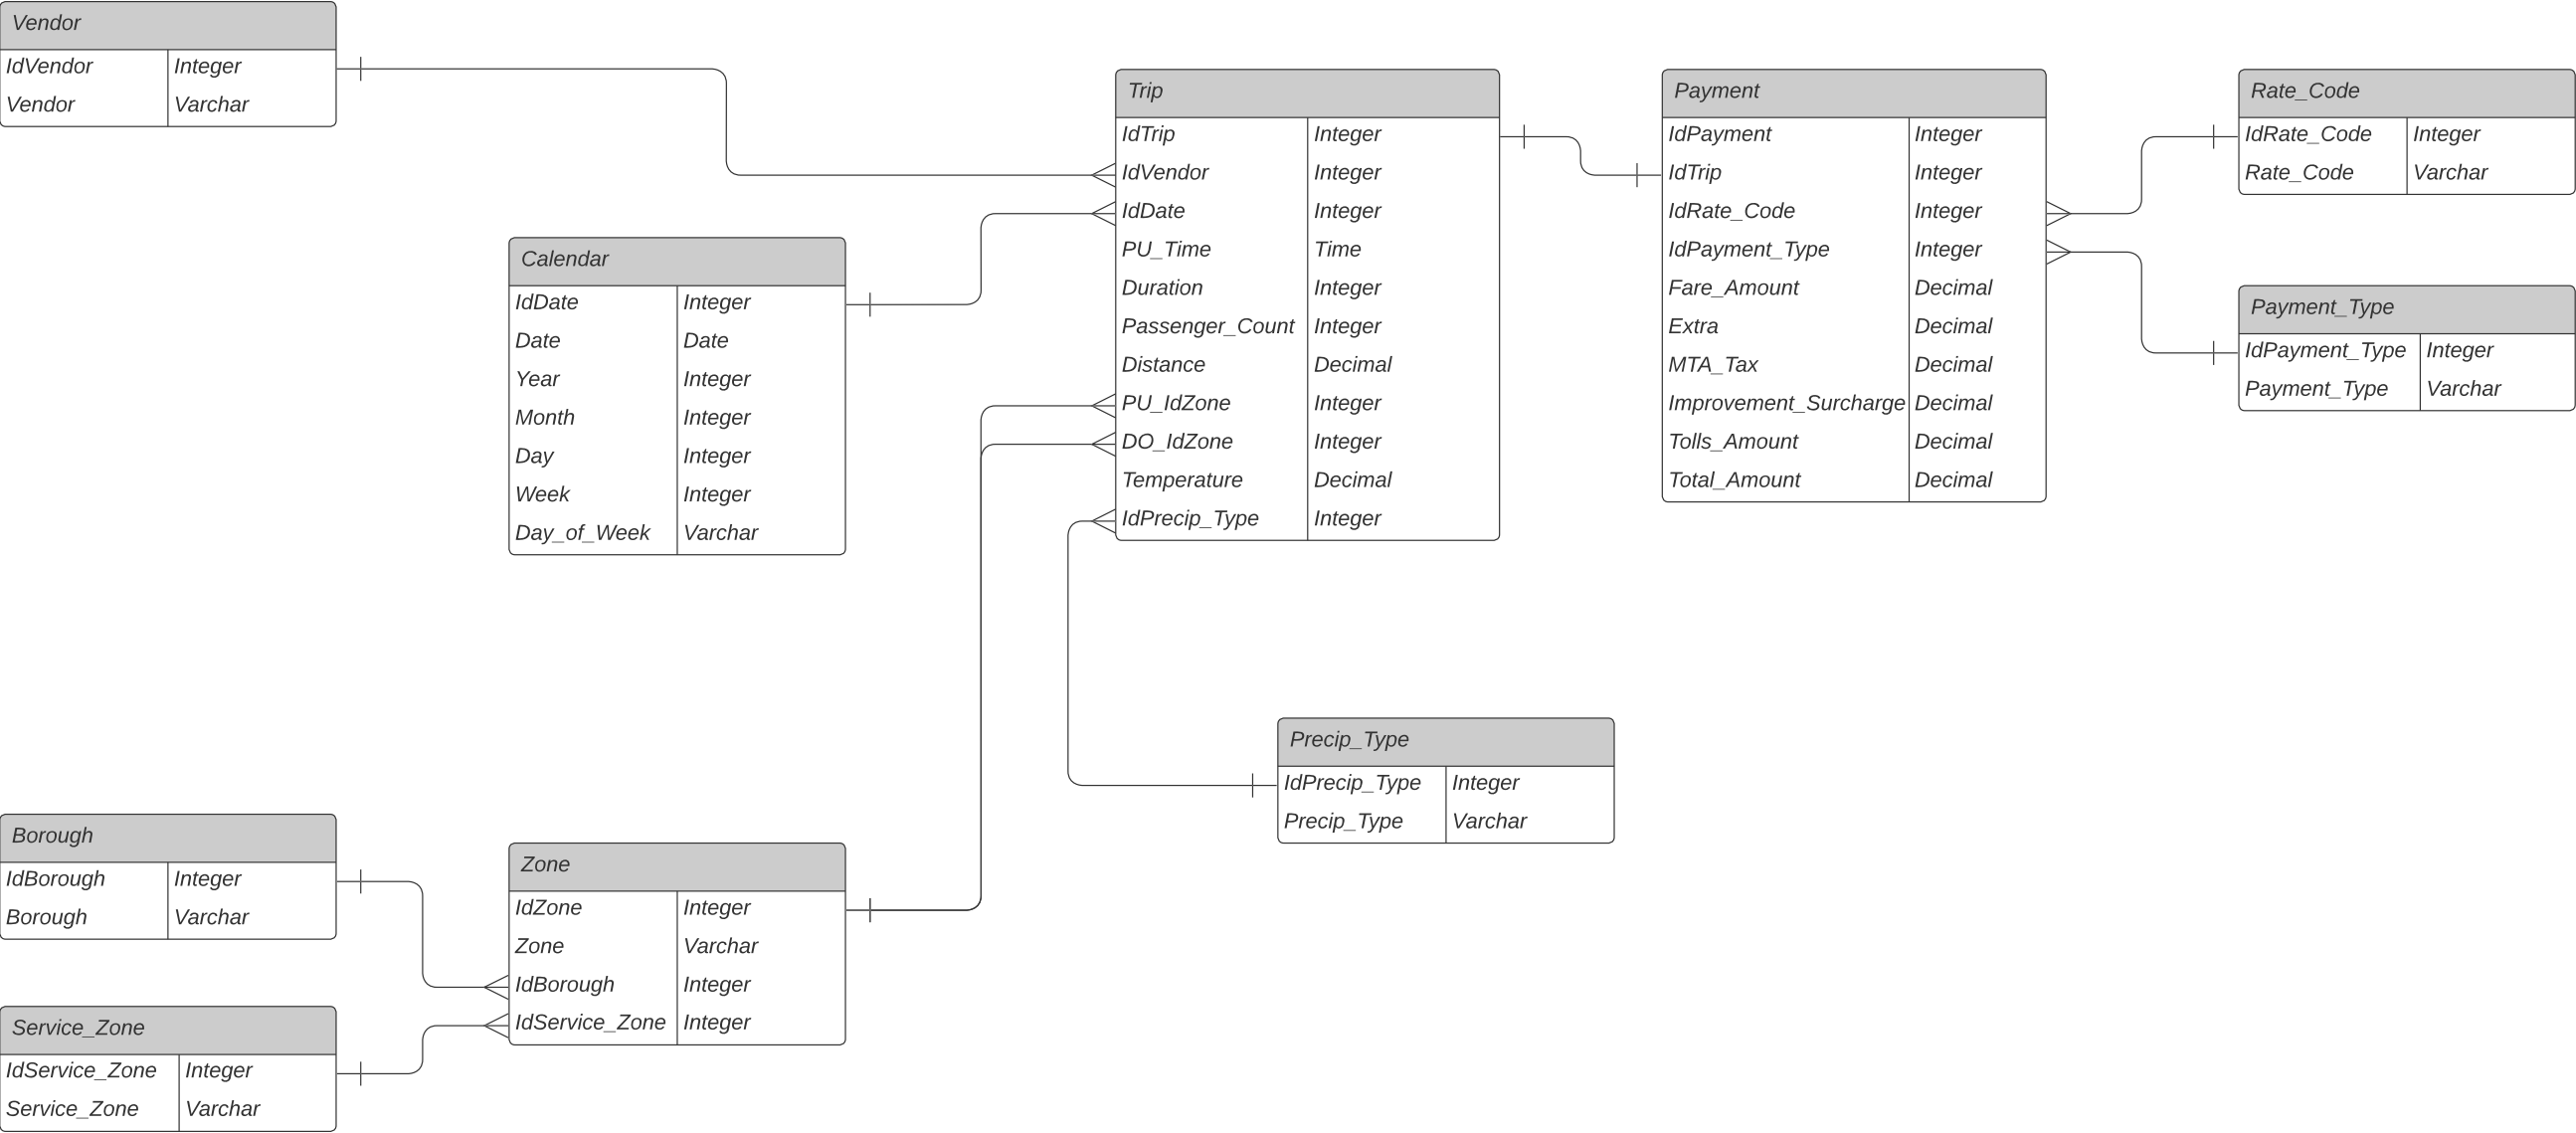 Vendor
IdVendor Integer
Vendor Varchar
Calendar
IdDate Integer
Date Date
Year Integer
Month Integer
Day Integer
Week Integer
Day_of_Week Varchar
Trip
IdTrip Integer
IdVendor Integer
IdDate Integer
PU_Time Time
Duration Integer
Passenger_Count Integer
Distance Decimal
PU_IdZone Integer
DO_IdZone Integer
Temperature Decimal
IdPrecip_Type Integer
Payment
IdPayment Integer
IdTrip Integer
IdRate_Code Integer
IdPayment_Type Integer
Fare_Amount Decimal
Extra Decimal
MTA_Tax Decimal
Improvement_Surcharge Decimal
Tolls_Amount Decimal
Total_Amount Decimal
Rate_Code
IdRate_Code Integer
Rate_Code Varchar
Payment_Type
IdPayment_Type Integer
Payment_Type Varchar
Precip_Type
IdPrecip_Type Integer
Precip_Type Varchar
Borough
IdBorough Integer
Borough Varchar
Zone
IdZone Integer
Zone Varchar
IdBorough Integer
IdService_Zone Integer
Service_Zone
IdService_Zone Integer
Service_Zone Varchar